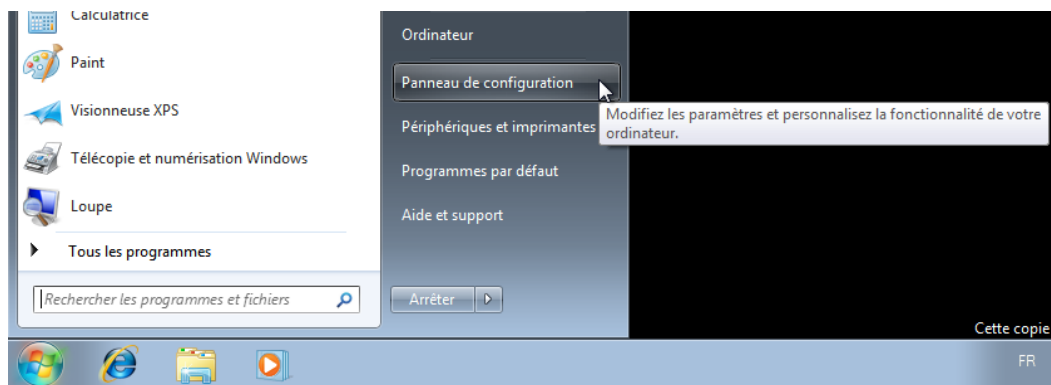 Calculatrice
Paint
Visionneuse XPS
Télécopie et numérisation Windows
Loupe
Tous les programmes
Rechercher les programmes et fichiers
Ordinateur
Panneau de configuration
Périphériques et imprimantes
Programmes par défaut
Aide et support
Arrêter
Modifiez les paramètres et personnalisez la fonctionnalité de votre
ordinateur.
Cette copie
FR